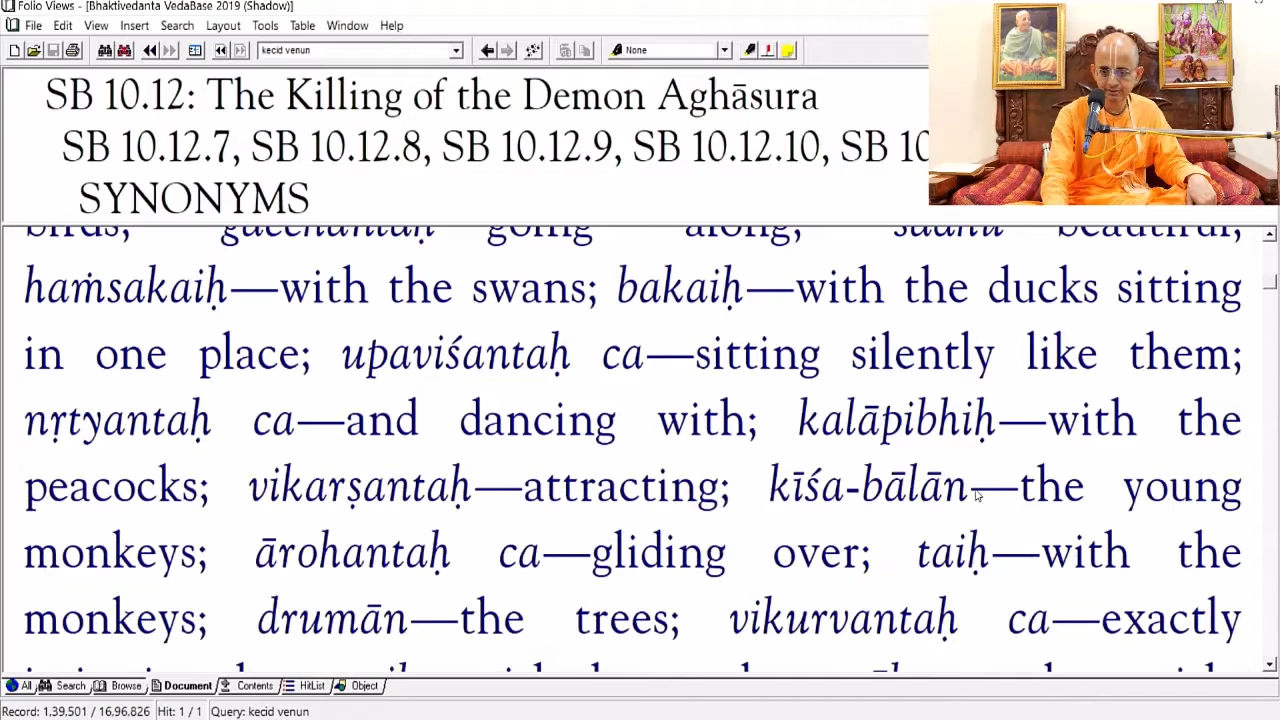 Folio Views - [Bhaktivedanta VedaBase 2019 (Shadow)]
File Edit View Insert Search Layout Tools Table Window Help
kecid venun
None
SB 10.12: The Killing of the Demon Aghāsura
SB 10.12.7, SB 10.12.8, SB 10.12.9, SB 10.12.10, SB 10
SYNONYMS
birds; gacchantaḥ going along; sādhu beautiful;
haṁsakaiḥ—with the swans; bakaiḥ—with the ducks sitting
in one place; upaviśantaḥ ca—sitting silently like them;
nṛtyantaḥ ca—and dancing with; kalāpibhiḥ—with the
peacocks; vikarṣantaḥ—attracting; kīśa-bālān—the young
monkeys; ārohantaḥ ca—gliding over; taiḥ—with the
monkeys; drumān—the trees; vikurvantaḥ ca—exactly
All Search Browse Document Contents HitList Object
Record: 1,39,501 / 16,96,826 Hit: 1 / 1 Query: kecid venun